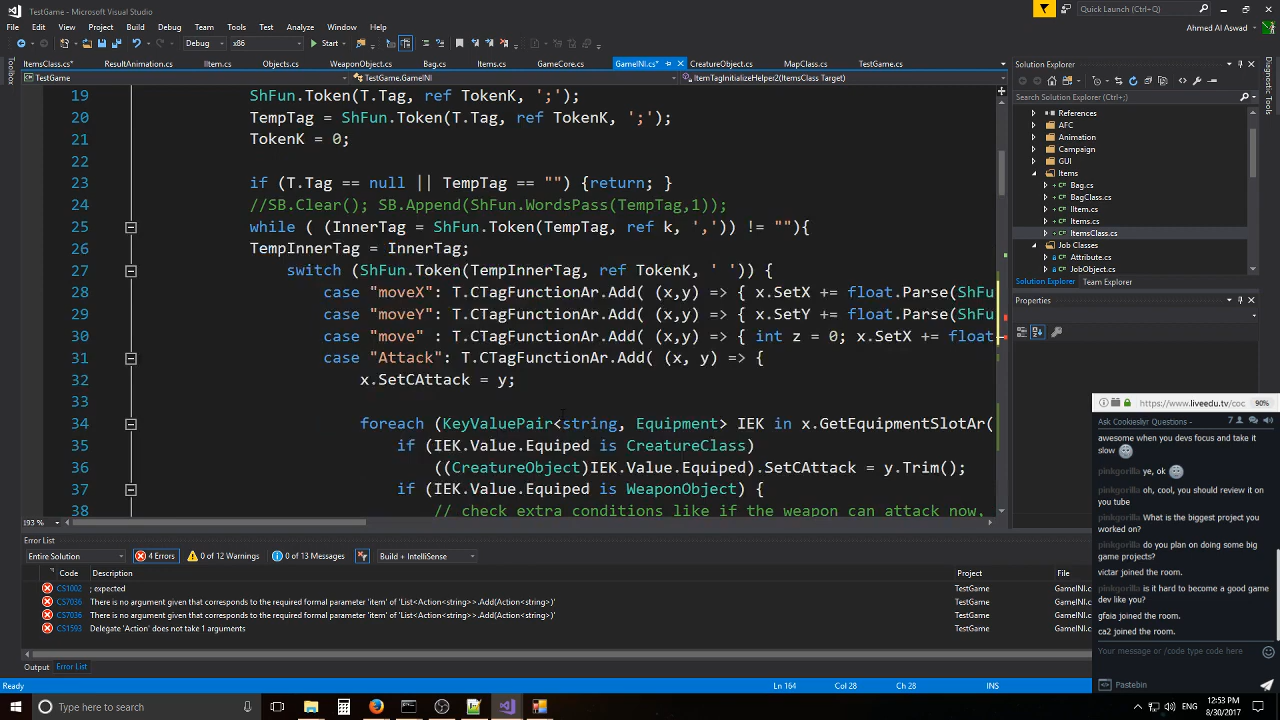 TestGame - Microsoft Visual Studio
Quick Launch (Ctrl+Q)
File Edit View Project Build Debug Team Tools Test Analyze Window Help
Ahmed Al Aswad
Debug x86 Start
ItemsClass.cs* ResultAnimation.cs IItem.cs Objects.cs WeaponObject.cs Bag.cs Items.cs GameCore.cs GameINI.cs* CreatureObject.cs MapClass.cs TestGame.cs
TestGame TestGame.GameINI ItemTagInitializeHelper2(ItemsClass Target)
Toolbox
19 ShFun.Token(T.Tag, ref TokenK, ';');
20 TempTag = ShFun.Token(T.Tag, ref TokenK, ';');
21 TokenK = 0;
22
23 if (T.Tag == null || TempTag == "") {return; }
24 //SB.Clear(); SB.Append(ShFun.WordsPass(TempTag,1));
25 while ( (InnerTag = ShFun.Token(TempTag, ref k, ',')) != ""){
26 TempInnerTag = InnerTag;
27 switch (ShFun.Token(TempInnerTag, ref TokenK, ' ')) {
28 case "moveX": T.CTagFunctionAr.Add( (x,y) => { x.SetX += float.Parse(ShFu
29 case "moveY": T.CTagFunctionAr.Add( (x,y) => { x.SetY += float.Parse(ShFu
30 case "move" : T.CTagFunctionAr.Add( (x,y) => { int z = 0; x.SetX += float
31 case "Attack": T.CTagFunctionAr.Add( (x, y) => {
32 x.SetCAttack = y;
33
34 foreach (KeyValuePair<string, Equipment> IEK in x.GetEquipmentSlotAr(
35 if (IEK.Value.Equiped is CreatureClass)
36 ((CreatureObject)IEK.Value.Equiped).SetCAttack = y.Trim();
37 if (IEK.Value.Equiped is WeaponObject) {
38 // check extra conditions like if the weapon can attack now,
193 %
Error List
Entire Solution 4 Errors 0 of 12 Warnings 0 of 13 Messages Build + IntelliSense
Code Description Project File
CS1002 ; expected TestGame GameINI.cs
CS7036 There is no argument given that corresponds to the required formal parameter 'item' of 'List<Action<string>>.Add(Action<string>)' TestGame GameINI.cs
CS7036 There is no argument given that corresponds to the required formal parameter 'item' of 'List<Action<string>>.Add(Action<string>)' TestGame GameINI.cs
CS1593 Delegate 'Action' does not take 1 arguments TestGame GameINI.cs
Output Error List
Ready Ln 164 Col 28 Ch 28 INS
Solution Explorer
Search Solution Explorer (Ctrl+;)
References
AFC
Animation
Campaign
GUI
Items
Bag.cs
BagClass.cs
IItem.cs
Items.cs
ItemsClass.cs
Job Classes
Attribute.cs
JobObject.cs
Solution Explorer Team Explorer
Properties
Diagnostic Tools
https://www.liveedu.tv/coc 90%
Ask Cookieslyr Questions - 7
awesome when you devs focus and take it
slow
pinkgorilla ye, ok
pinkgorilla oh, cool, you should review it on
you tube
pinkgorilla What is the biggest project you
worked on?
pinkgorilla do you plan on doing some big
game projects?
victar joined the room.
pinkgorilla is it hard to become a good game
dev like you?
gfaia joined the room.
ca2 joined the room.
Your message or /code type code here
Pastebin
Type here to search
ENG
12:53 PM
8/30/2017